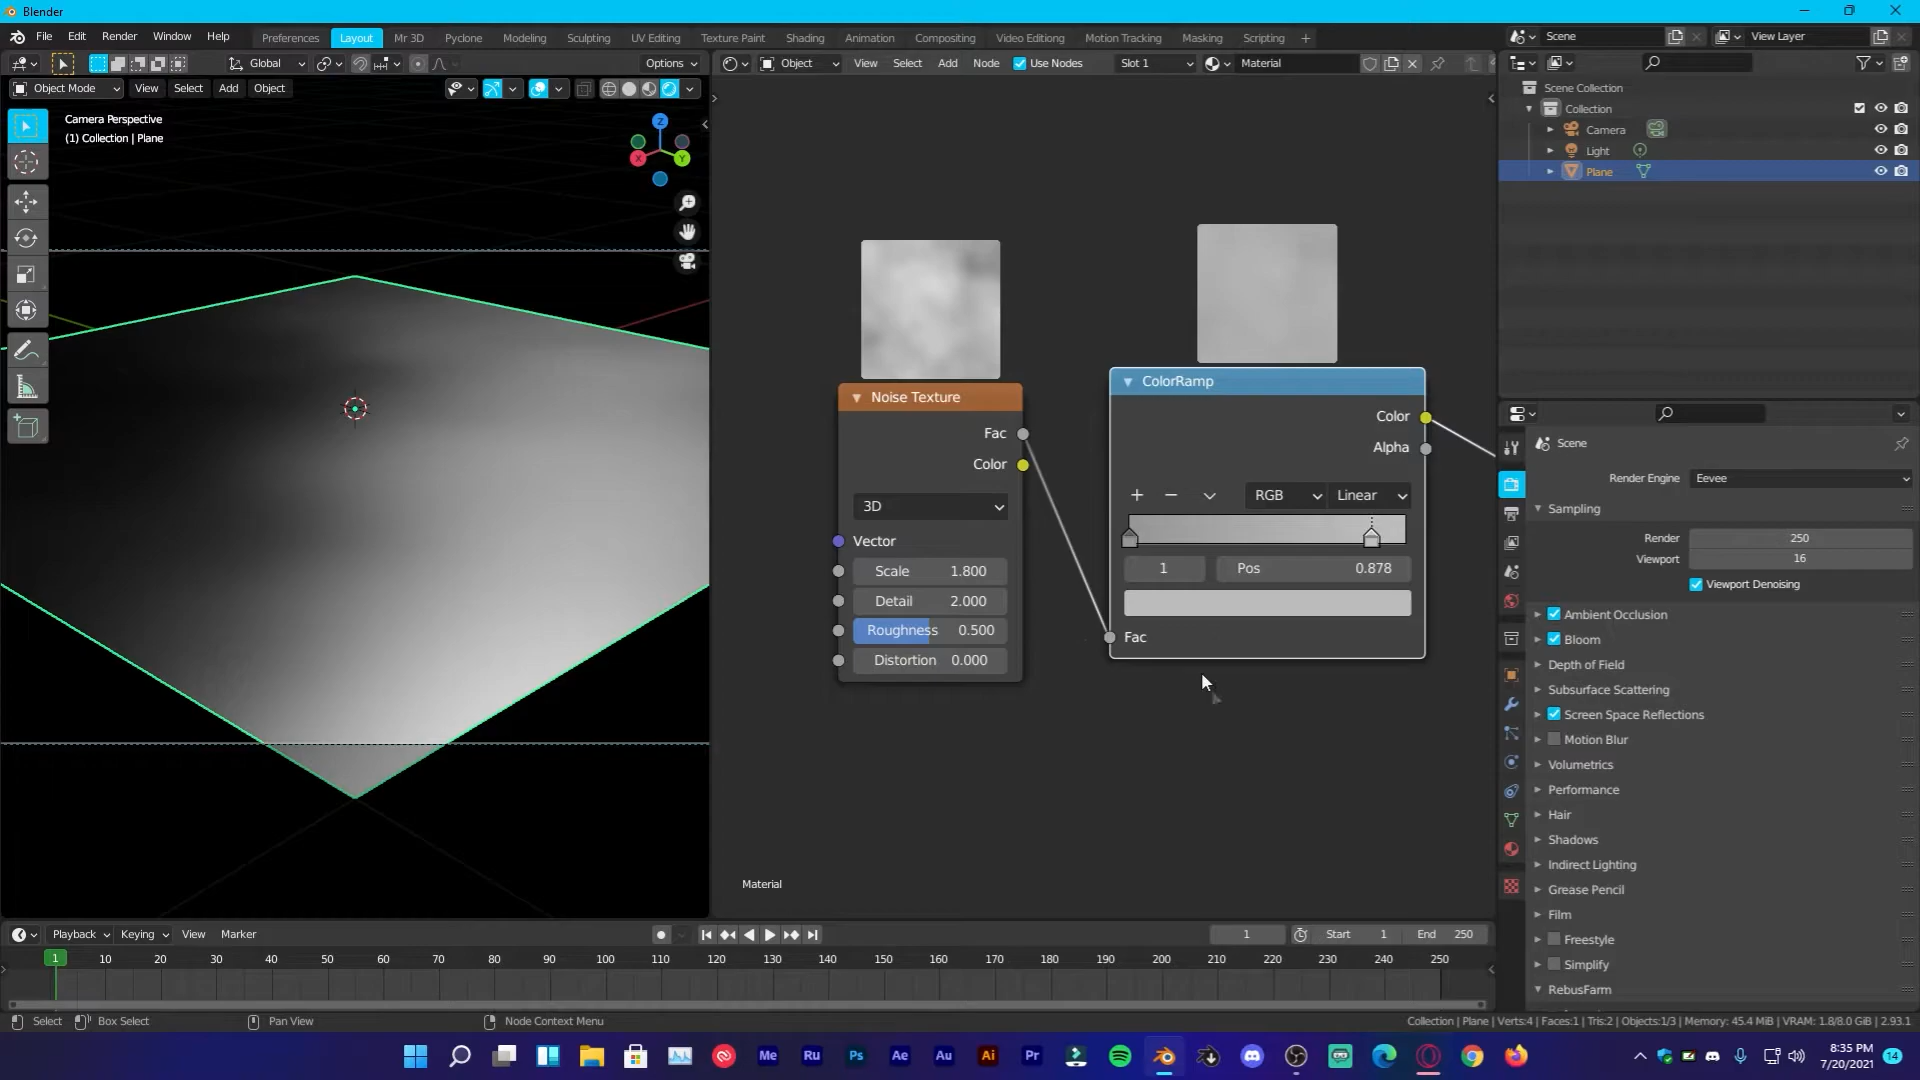 Blender
File Edit Render Window Help
Preferences Layout Mr 3D Pyclone Modeling Sculpting UV Editing Texture Paint Shading Animation Compositing Video Editing Motion Tracking Masking Scripting +
Scene
View Layer
Global
Options
Object View Select Add Node Use Nodes Slot 1 Material
Object Mode View Select Add Object
Camera Perspective
(1) Collection | Plane
Z
X
Y
Scene Collection
Collection
Camera
Light
Plane
Noise Texture
Fac
Color
3D
Vector
Scale 1.800
Detail 2.000
Roughness 0.500
Distortion 0.000
ColorRamp
Color
Alpha
RGB Linear
1 Pos 0.878
Fac
Material
Scene
Render Engine Eevee
Sampling
Render 250
Viewport 16
Viewport Denoising
Ambient Occlusion
Bloom
Depth of Field
Subsurface Scattering
Screen Space Reflections
Motion Blur
Volumetrics
Performance
Hair
Shadows
Indirect Lighting
Grease Pencil
Film
Freestyle
Simplify
RebusFarm
Playback Keying View Marker
1 Start 1 End 250
1 10 20 30 40 50 60 70 80 90 100 110 120 130 140 150 160 170 180 190 200 210 220 230 240 250
Select Box Select Pan View Node Context Menu
Collection | Plane | Verts:4 | Faces:1 | Tris:2 | Objects:1/3 | Memory: 45.4 MiB | VRAM: 1.8/8.0 GiB | 2.93.1
Me Ru Ps Ae Au Ai Pr
8:35 PM
7/20/2021
14